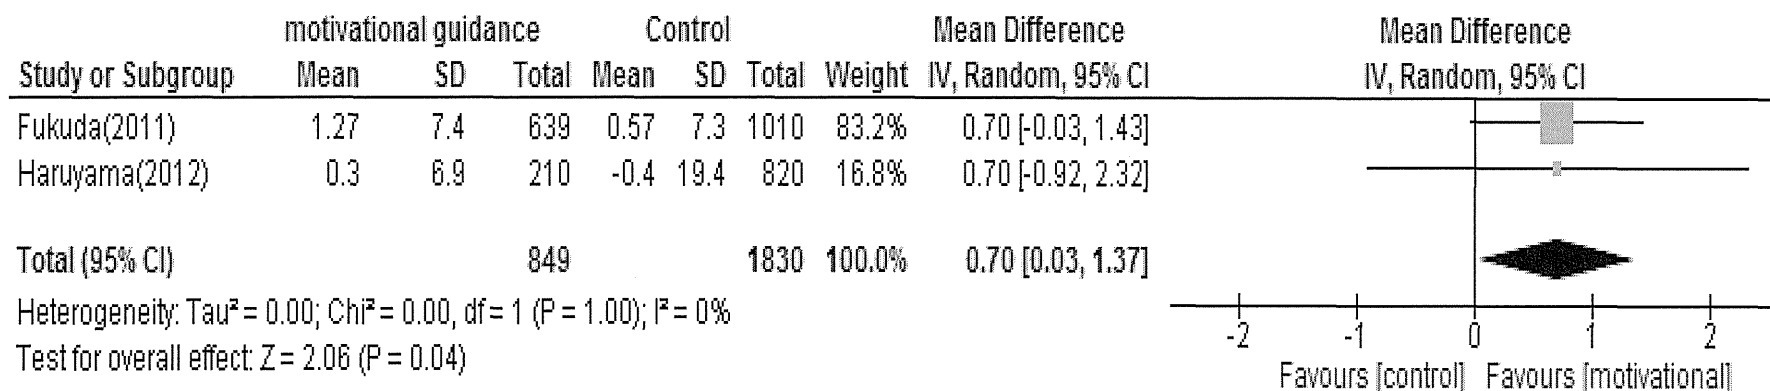 motivational guidance Control Mean Difference Mean Difference
Study or Subgroup Mean SD Total Mean SD Total Weight IV, Random, 95% CI IV, Random, 95% CI
Fukuda(2011) 1.27 7.4 639 0.57 7.3 1010 83.2% 0.70 [-0.03, 1.43]
Haruyama(2012) 0.3 6.9 210 -0.4 19.4 820 16.8% 0.70 [-0.92, 2.32]
Total (95% CI) 849 1830 100.0% 0.70 [0.03, 1.37]
Heterogeneity: Tau² = 0.00; Chi² = 0.00, df = 1 (P = 1.00); I² = 0%
Test for overall effect: Z = 2.06 (P = 0.04)
-2 -1 0 1 2
Favours [control] Favours [motivational]